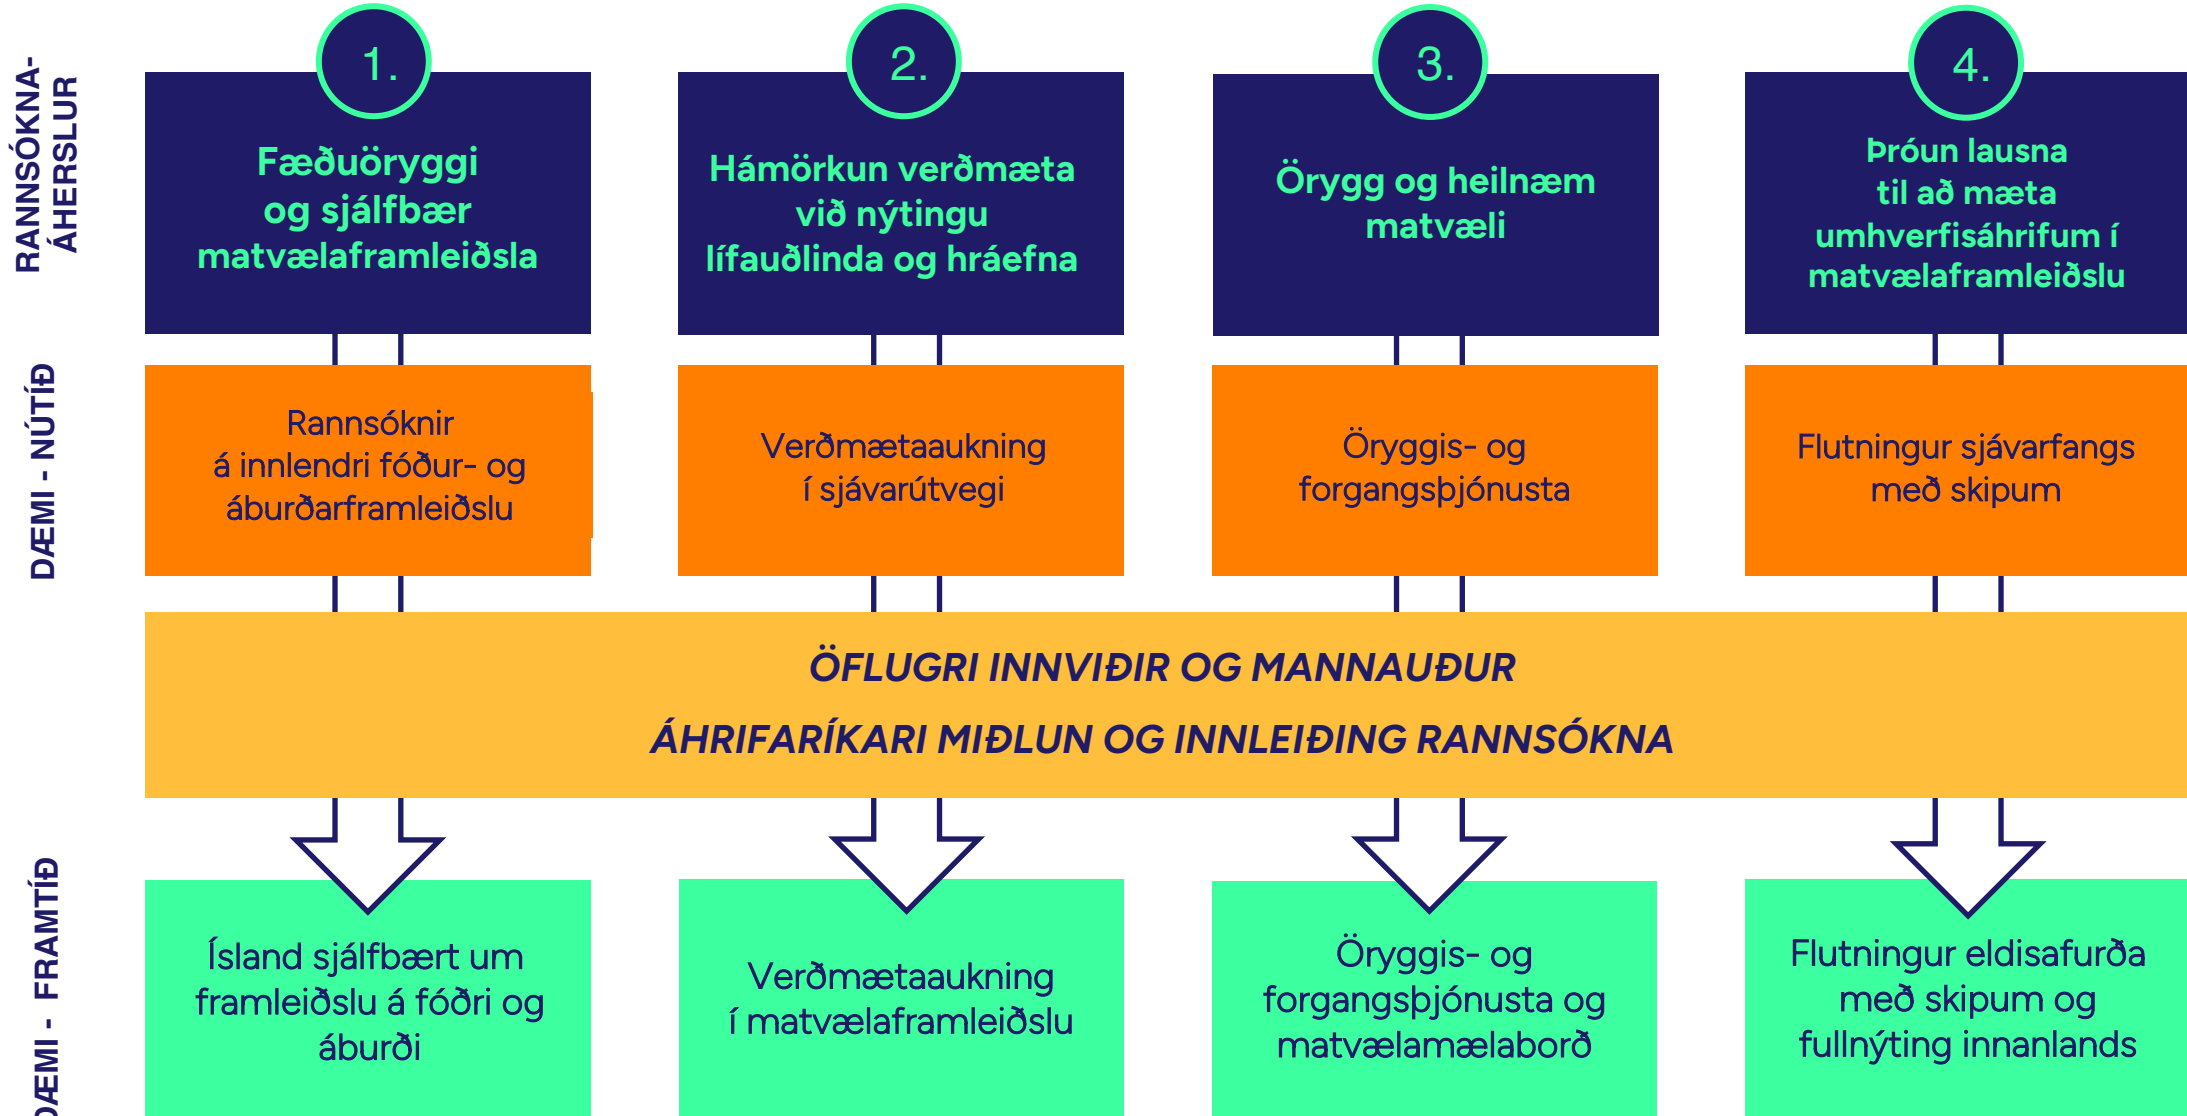 RANNSÓKNA-
ÁHERSLUR
1.
Fæðuöryggi
og sjálfbær
matvælaframleiðsla
2.
Hámörkun verðmæta
við nýtingu
lífauðlinda og hráefna
3.
Örygg og heilnæm
matvæli
4.
Þróun lausna
til að mæta
umhverfisáhrifum í
matvælaframleiðslu
DÆMI - NÚTÍÐ
Rannsóknir
á innlendri fóður- og
áburðarframleiðslu
Verðmætaaukning
í sjávarútvegi
Öryggis- og
forgangsþjónusta
Flutningur sjávarfangs
með skipum
ÖFLUGRI INNVIÐIR OG MANNAUÐUR
ÁHRIFARÍKARI MIÐLUN OG INNLEIÐING RANNSÓKNA
DÆMI - FRAMTÍÐ
Ísland sjálfbært um
framleiðslu á fóðri og
áburði
Verðmætaaukning
í matvælaframleiðslu
Öryggis- og
forgangsþjónusta og
matvælamælaborð
Flutningur eldisafurða
með skipum og
fullnýting innanlands